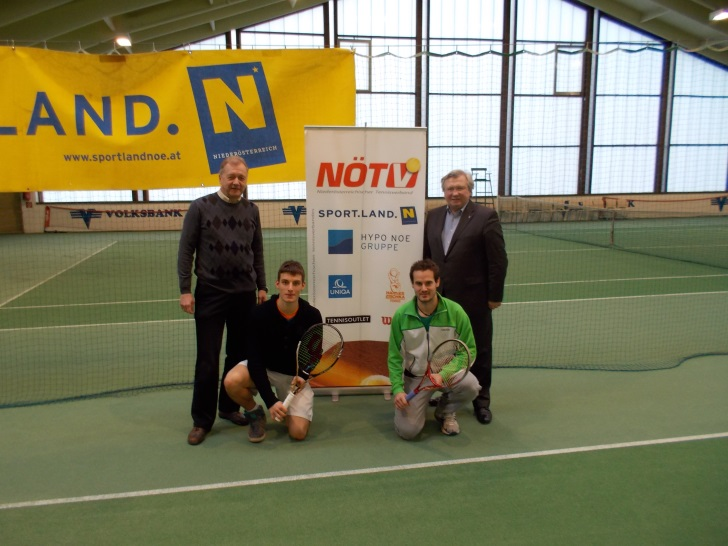 LAND.
N
NIEDERÖSTERREICH
www.sportlandnoe.at
NÖTV
SPORT.LAND. N
HYPO NOE
GRUPPE
UNIQA
TENNISOUTLET
VOLKSBANK